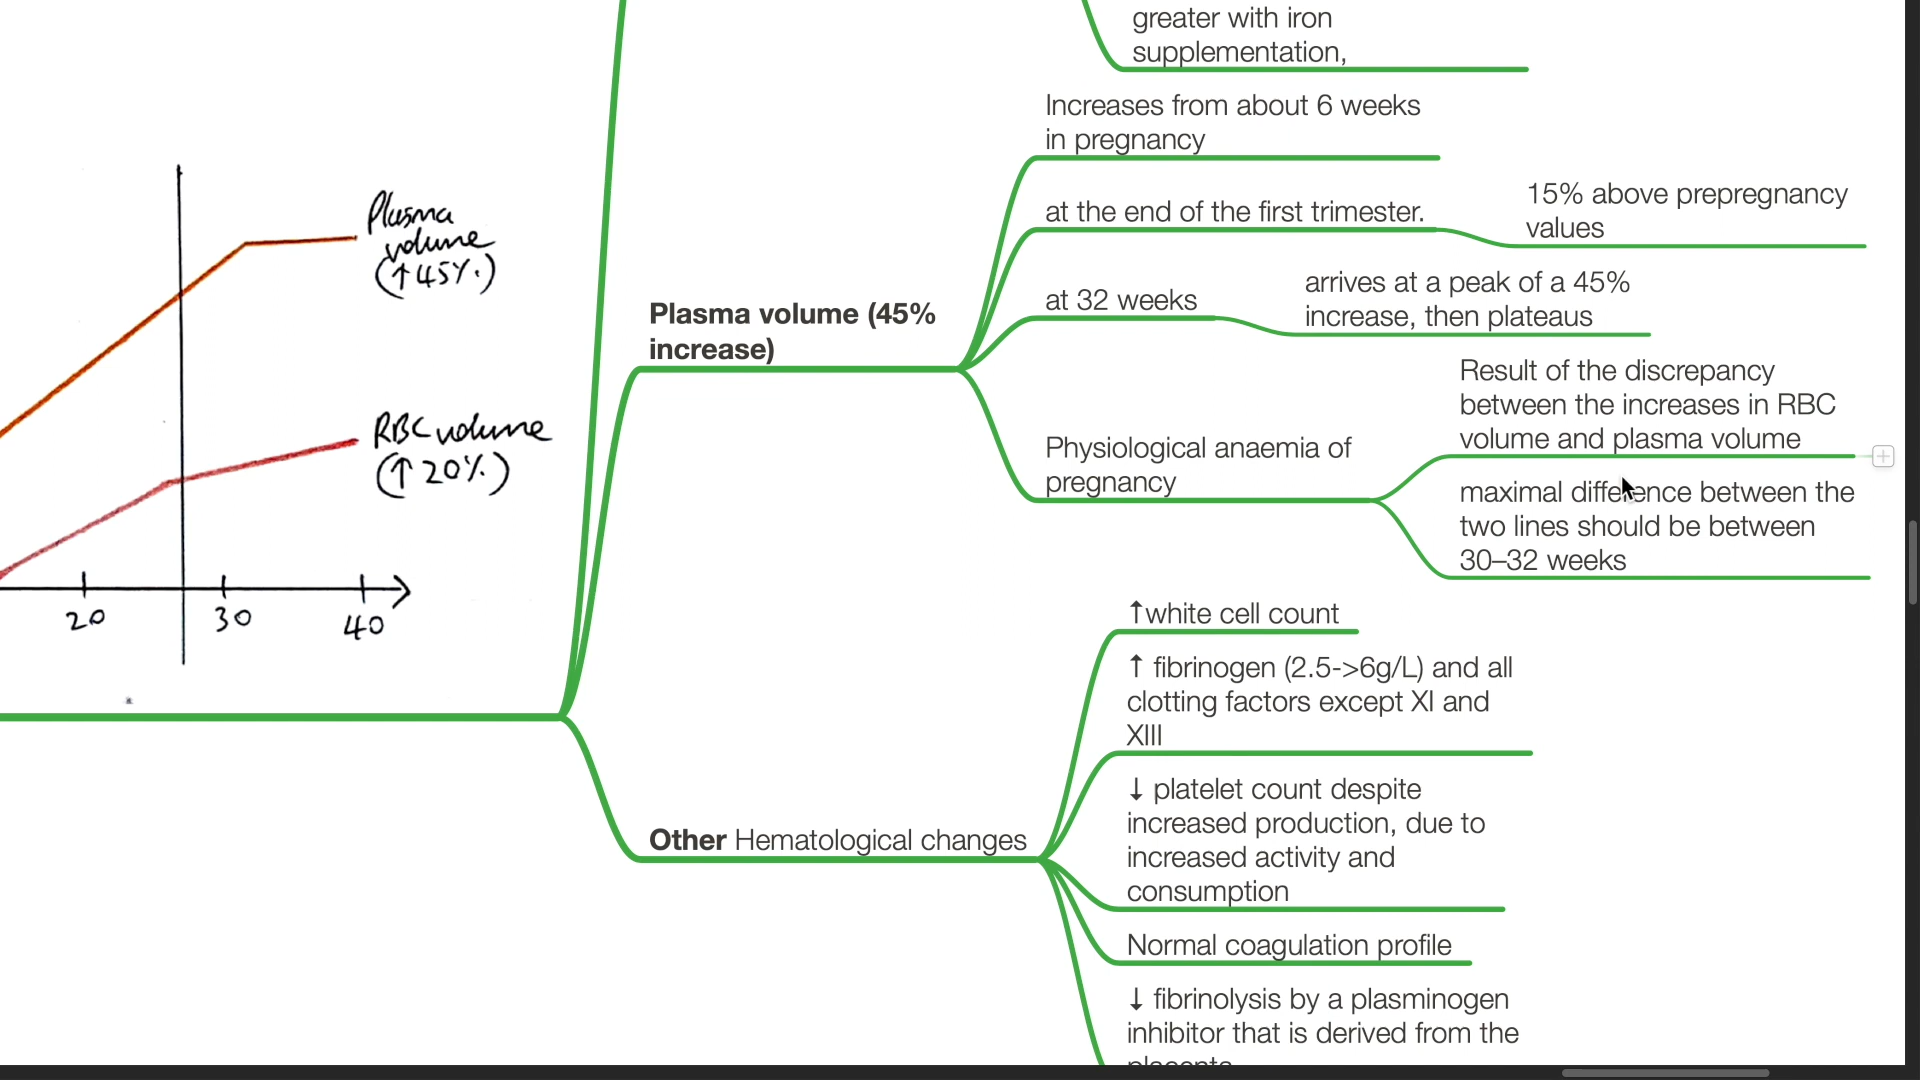 greater with iron
supplementation,
Increases from about 6 weeks
in pregnancy
at the end of the first trimester.
15% above prepregnancy
values
at 32 weeks
arrives at a peak of a 45%
increase, then plateaus
Plasma volume (45%
increase)
Physiological anaemia of
pregnancy
Result of the discrepancy
between the increases in RBC
volume and plasma volume
maximal difference between the
two lines should be between
30–32 weeks
Plasma
volume
(↑45%.)
RBC volume
(↑20%.)
20
30
40
Other Hematological changes
↑white cell count
↑ fibrinogen (2.5->6g/L) and all
clotting factors except XI and
XIII
↓ platelet count despite
increased production, due to
increased activity and
consumption
Normal coagulation profile
↓ fibrinolysis by a plasminogen
inhibitor that is derived from the
placenta